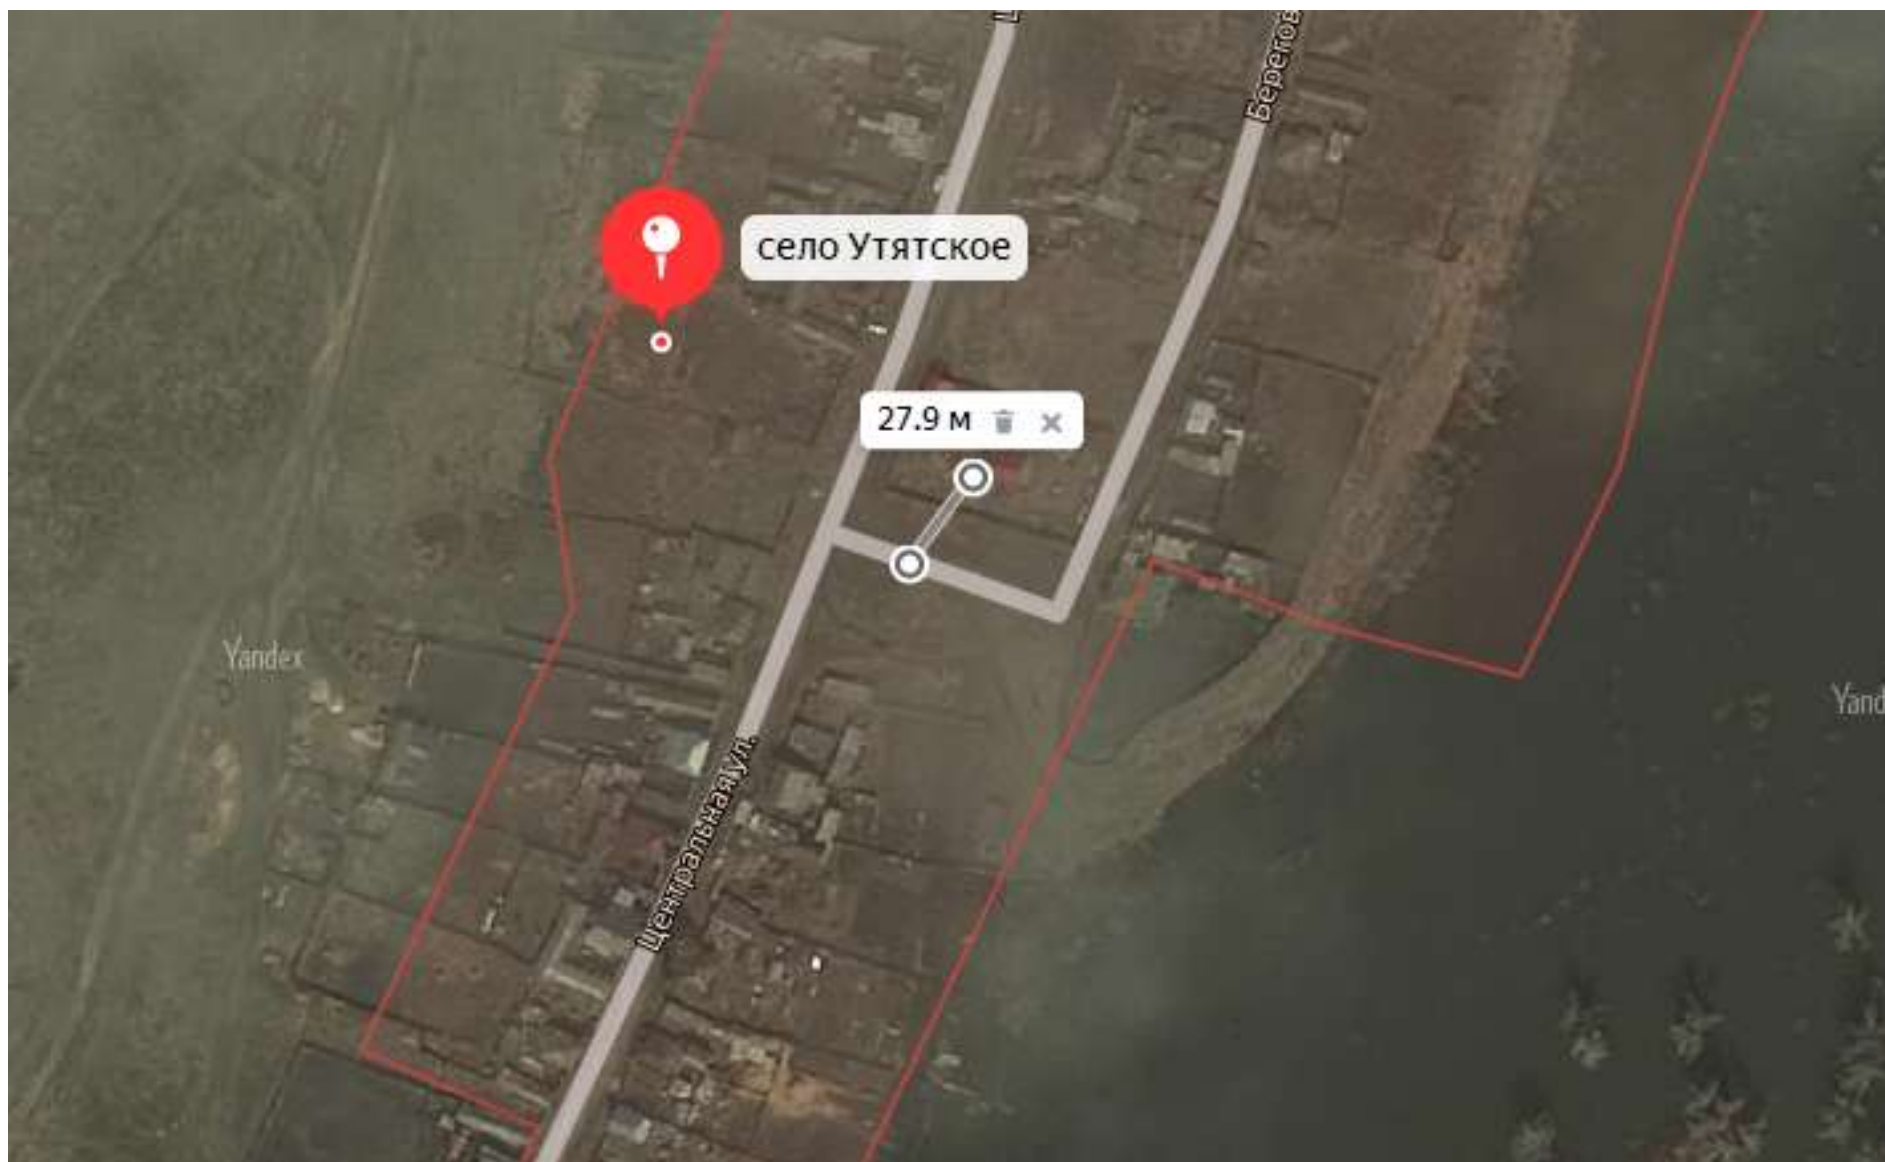 Берегов
село Утятское
27.9 м
Yandex
Yand
Центральная ул.